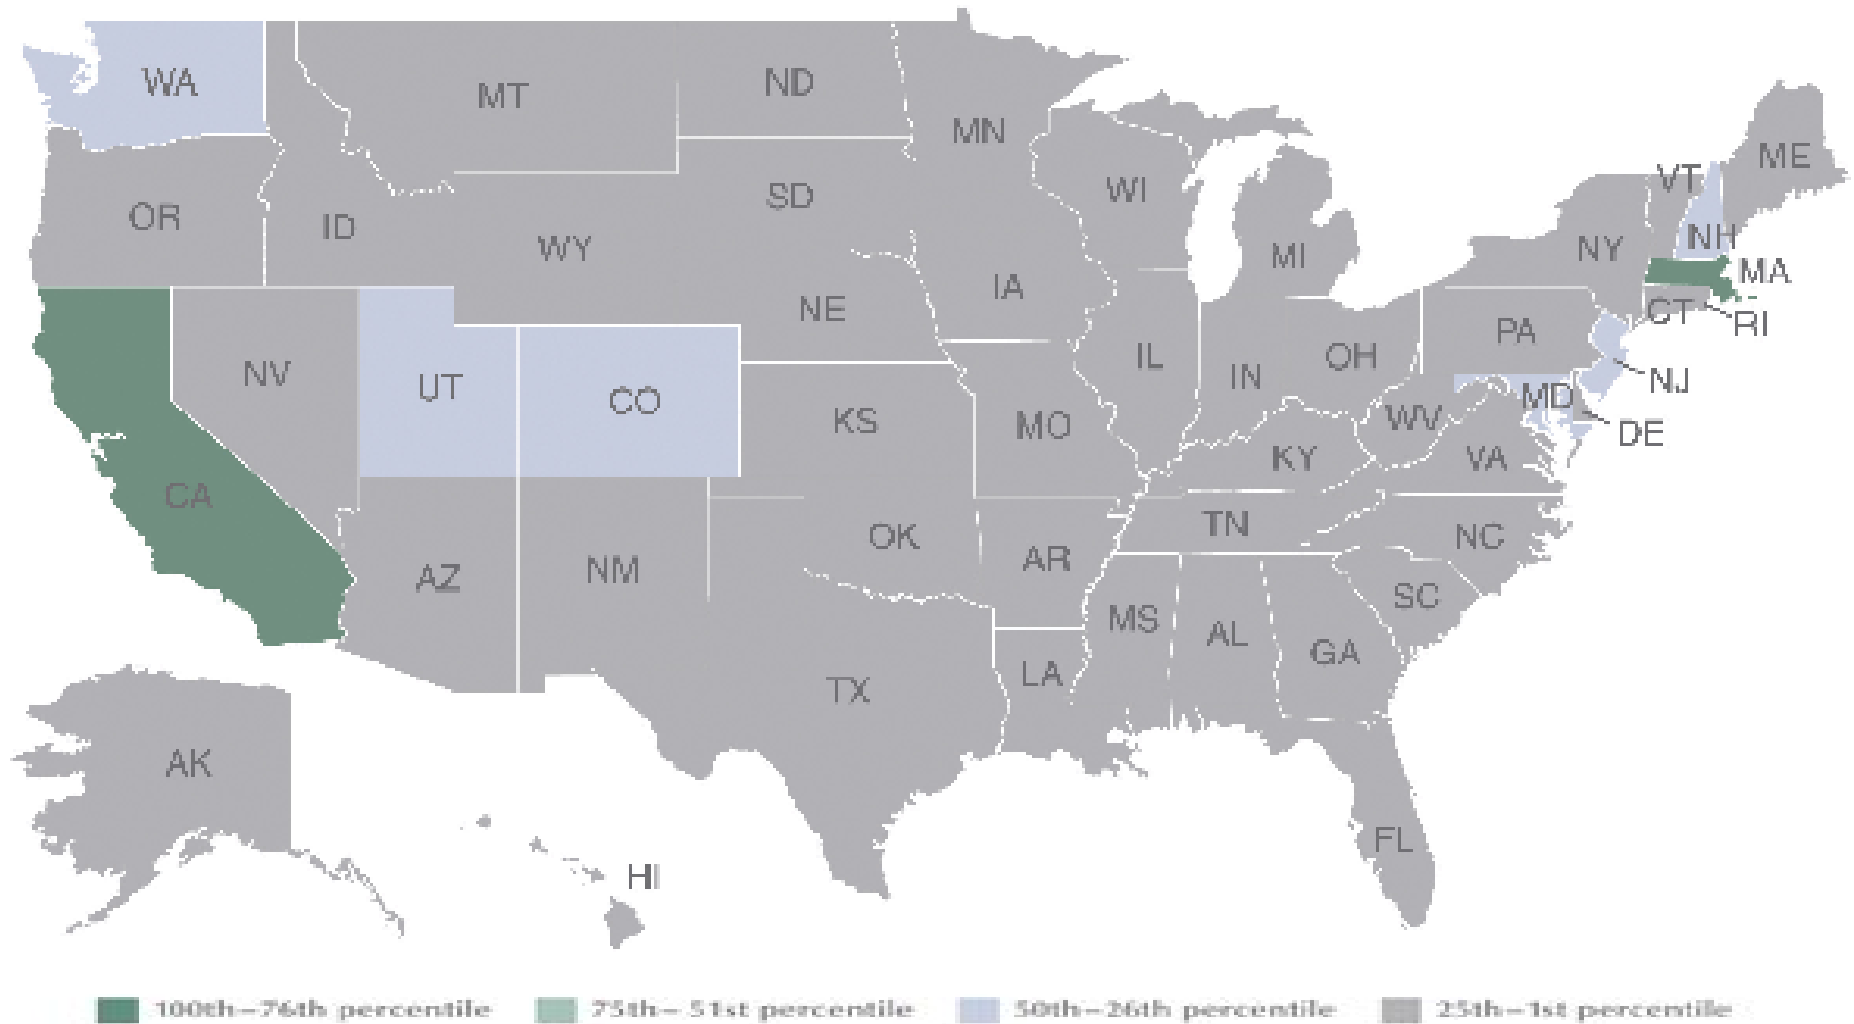 WA
MT
ND
MN
ME
VT
OR
ID
SD
WI
WY
NY
NH
MI
MA
NE
IA
CT
RI
PA
NV
UT
CO
IL
IN
OH
NJ
MD
KS
MO
WV
DE
KY
VA
CA
TN
OK
NC
AR
AZ
NM
SC
MS
AL
GA
LA
TX
AK
FL
HI
100th–76th percentile 75th–51st percentile 50th–26th percentile 25th–1st percentile